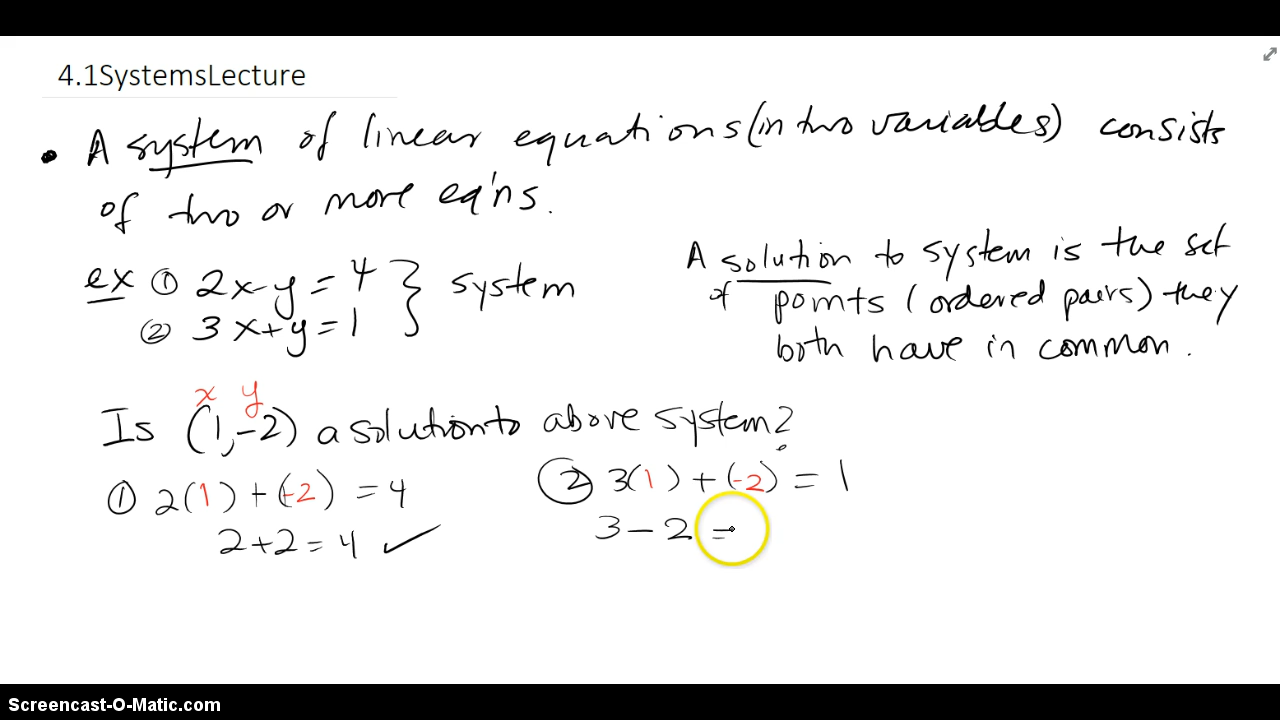 4.1SystemsLecture
• A system of linear equations (in two variables) consists
of two or more eq'ns.
ex ① 2x-y=4 } system
② 3x+y=1
A solution to system is the set
of points (ordered pairs) they
both have in common.
x y
Is (1,-2) a solution to above system?
① 2(1) + (-2) = 4
2+2=4 ✓
② 3(1) + (-2) = 1
3-2 =
Screencast-O-Matic.com